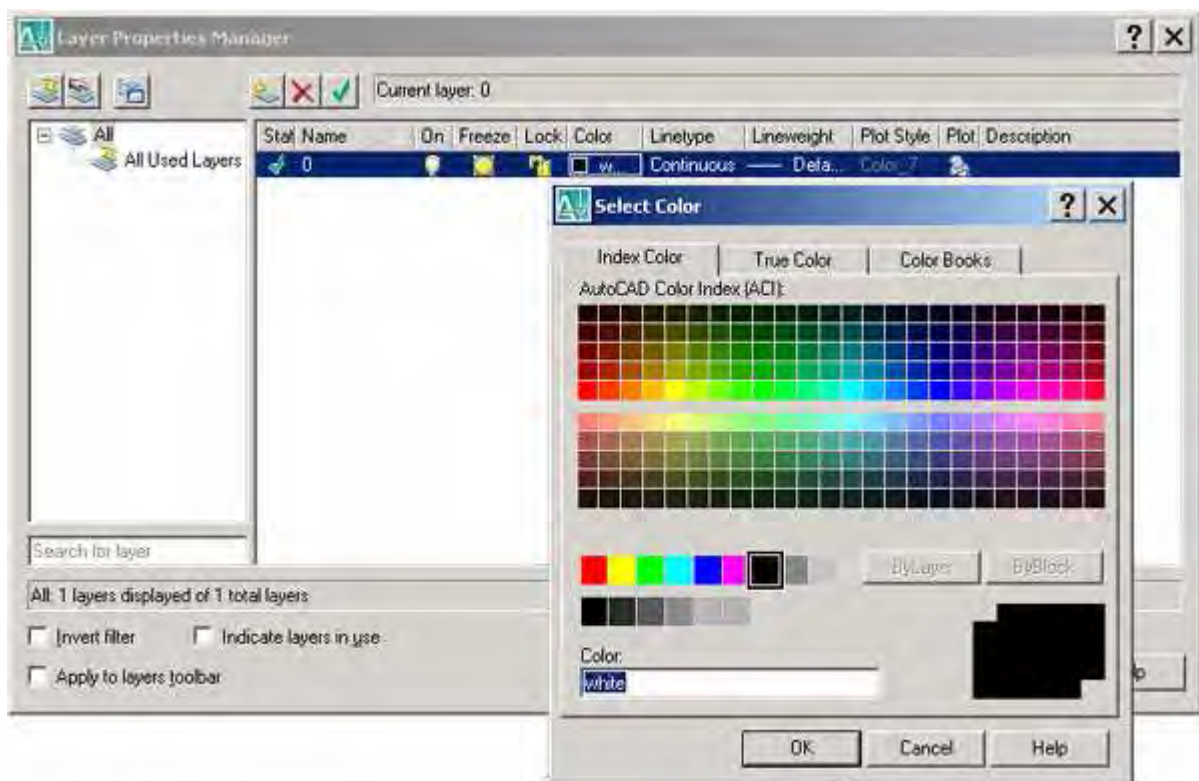 Layer Properties Manager
Current layer: 0
All
All Used Layers
Stat Name On Freeze Lock Color Linetype Lineweight Plot Style Plot Description
0 w... Continuous Defa... Color_7
Select Color
Index Color True Color Color Books
AutoCAD Color Index (ACI):
ByLayer ByBlock
Color:
white
OK Cancel Help
Search for layer
All: 1 layers displayed of 1 total layers
Invert filter Indicate layers in use
Apply to layers toolbar